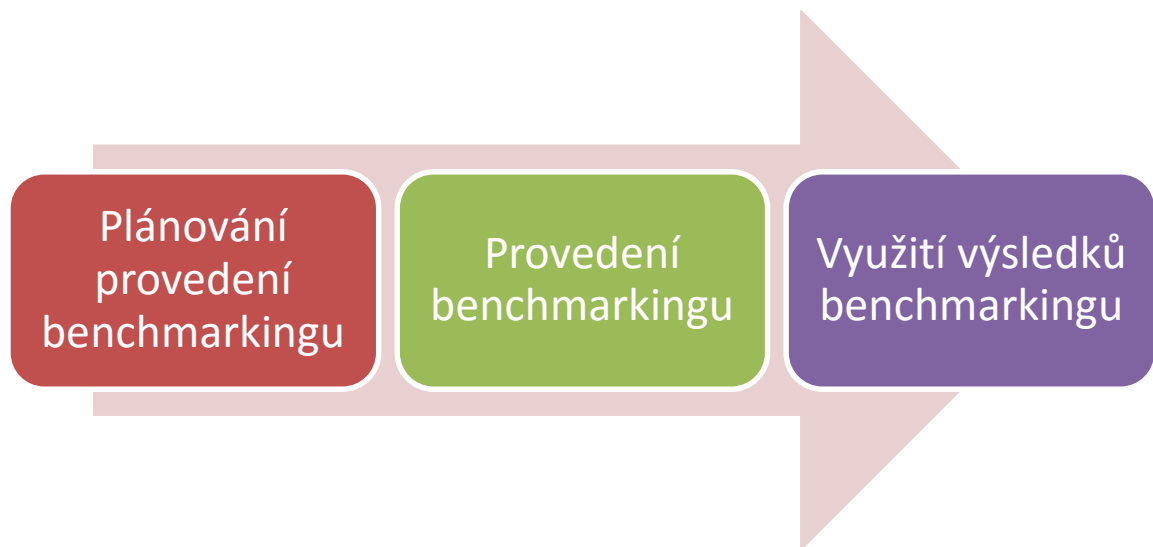 Plánování
provedení
benchmarkingu
Provedení
benchmarkingu
Využití výsledků
benchmarkingu